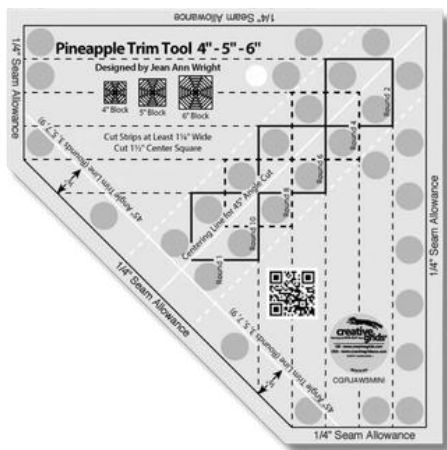 1/4" Seam Allowance
1/4" Seam Allowance
Pineapple Trim Tool 4" - 5" - 6"
Designed by Jean Ann Wright
4" Block
5" Block
6" Block
Cut Strips at Least 1¼" Wide
Cut 1½" Center Square
45° Angle Trim Line (Rounds 3, 5, 7, 9)
Centering Line for 45° Angle Cut
Round 2
Round 4
Round 6
Round 8
Round 10
Round 1
1/4" Seam Allowance
45° Angle Trim Line (Rounds 3, 5, 7, 9)
creative
grids
CGRJAW3MINI
1/4" Seam Allowance
1/4" Seam Allowance